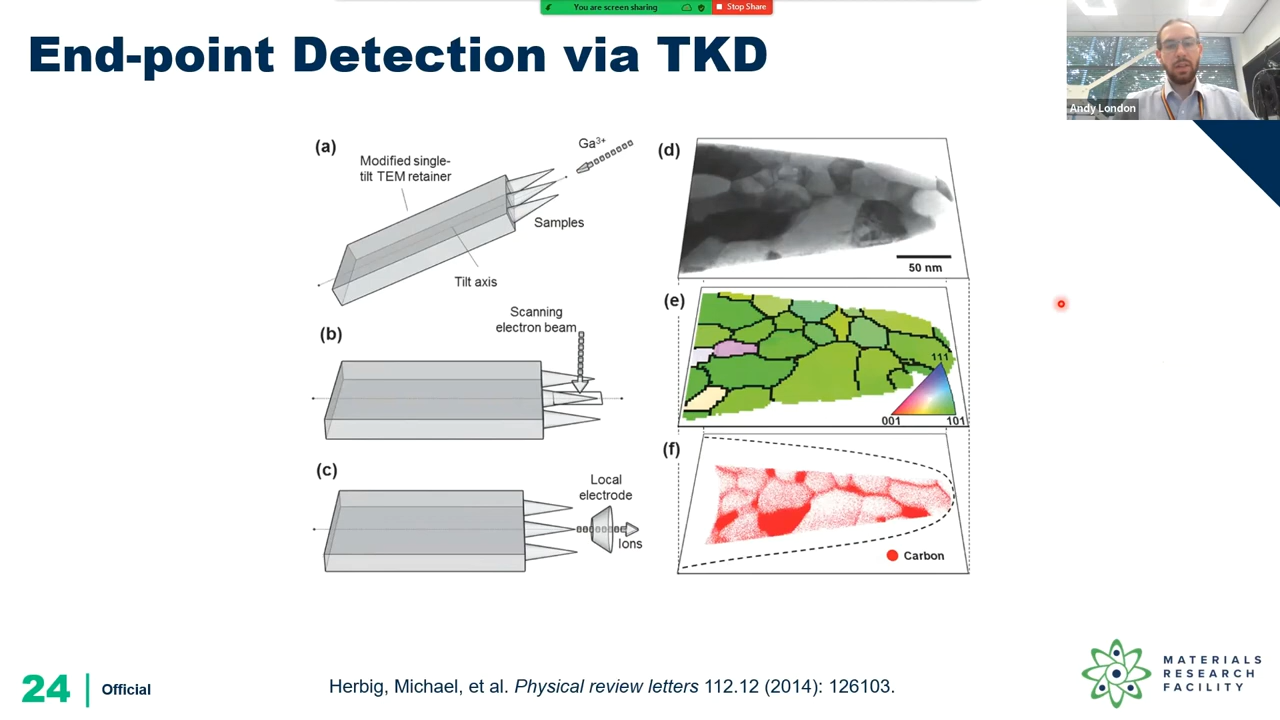 You are screen sharing
Stop Share
End-point Detection via TKD
Andy London
(a)
Modified single-
tilt TEM retainer
Ga³⁺
Samples
Tilt axis
(b)
Scanning
electron beam
(c)
Local
electrode
Ions
(d)
50 nm
(e)
111
001
101
(f)
Carbon
24
Official
Herbig, Michael, et al. Physical review letters 112.12 (2014): 126103.
MATERIALS
RESEARCH
FACILITY